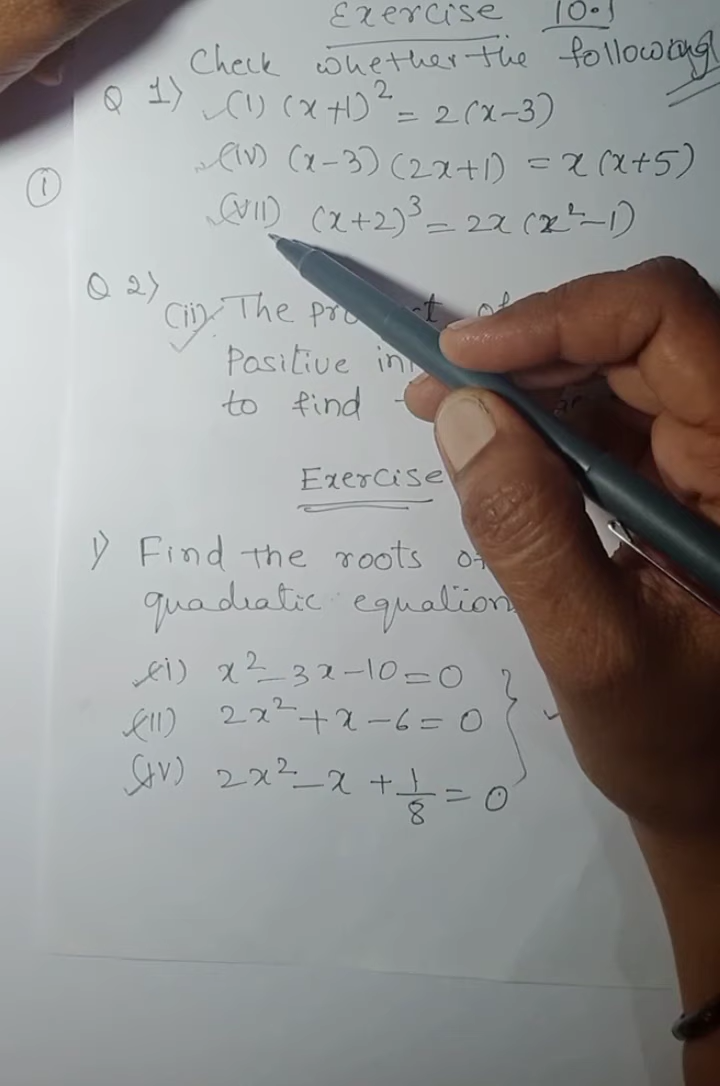 Exercise 10.1
Check whether the following
Q 1) (i) (x+1)² = 2(x-3)
(iv) (x-3) (2x+1) = x(x+5)
①
(vii) (x+2)³ = 2x(x²-1)
Q 2)
(ii) The of
Positive
to find
Exercise
1) Find the roots of
quadratic equation
(i) x²-3x-10=0
(ii) 2x²+x-6=0
(iv) 2x²-x+1/8=0